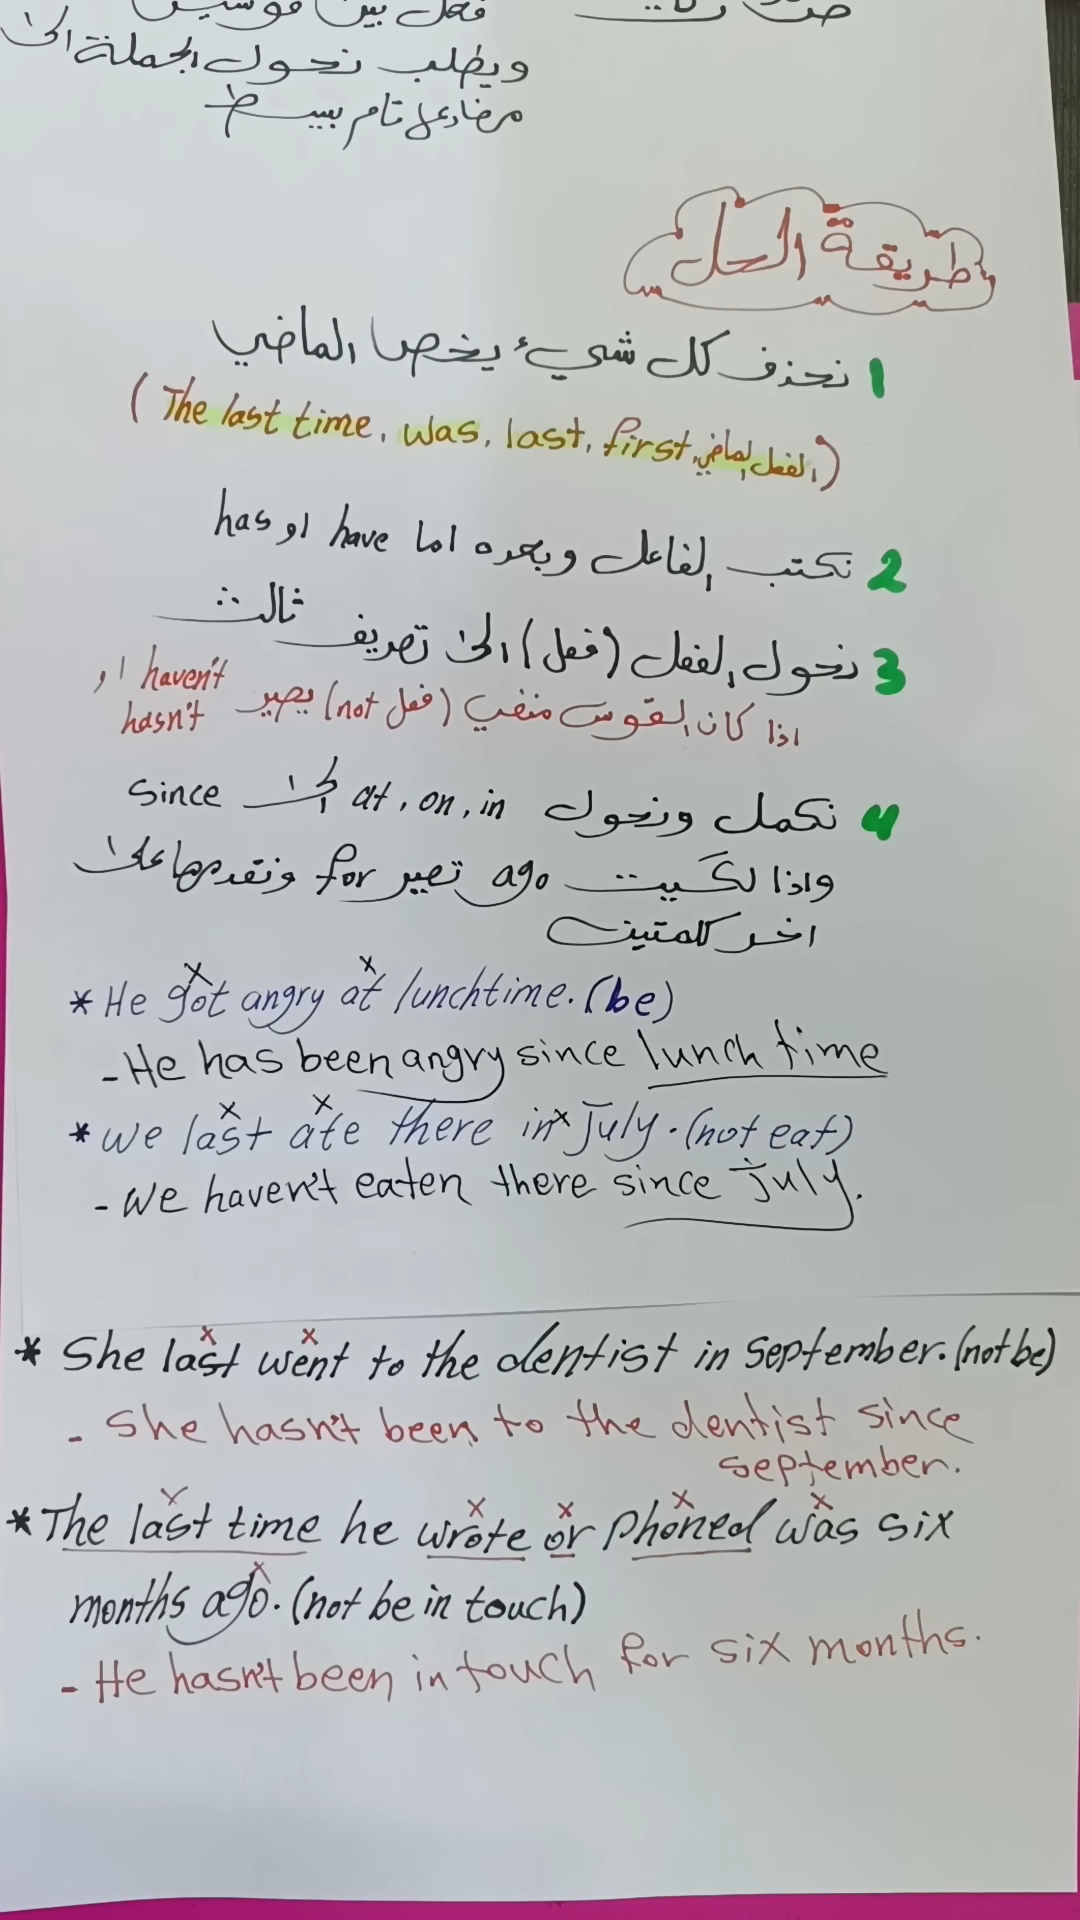 فعل بين قوسين
ويطلب نحول الجملة الى
مضارع تام بسيط
طريقة الحل
1 نحذف كل شيء يخص الماضي
(The last time, was, last, first, الفعل الماضي)
2 نكتب الفاعل وبعده اما have او has
3 نحول الفعل (فعل) الى تصريف ثالث
اذا كان القوس منفي (فعل not) يصير haven't او
hasn't
4 نكمل ونحول at, on, in الى since
واذا لكيت ago تصير for ونقدمها على
اخر كلمتين
* He got angry at lunchtime. (be)
- He has been angry since lunch time
* We last ate there in July. (not eat)
- We haven't eaten there since July.
* She last went to the dentist in September. (not be)
- She hasn't been to the dentist since
september.
* The last time he wrote or phoned was six
months ago. (not be in touch)
- He hasn't been in touch for six months.